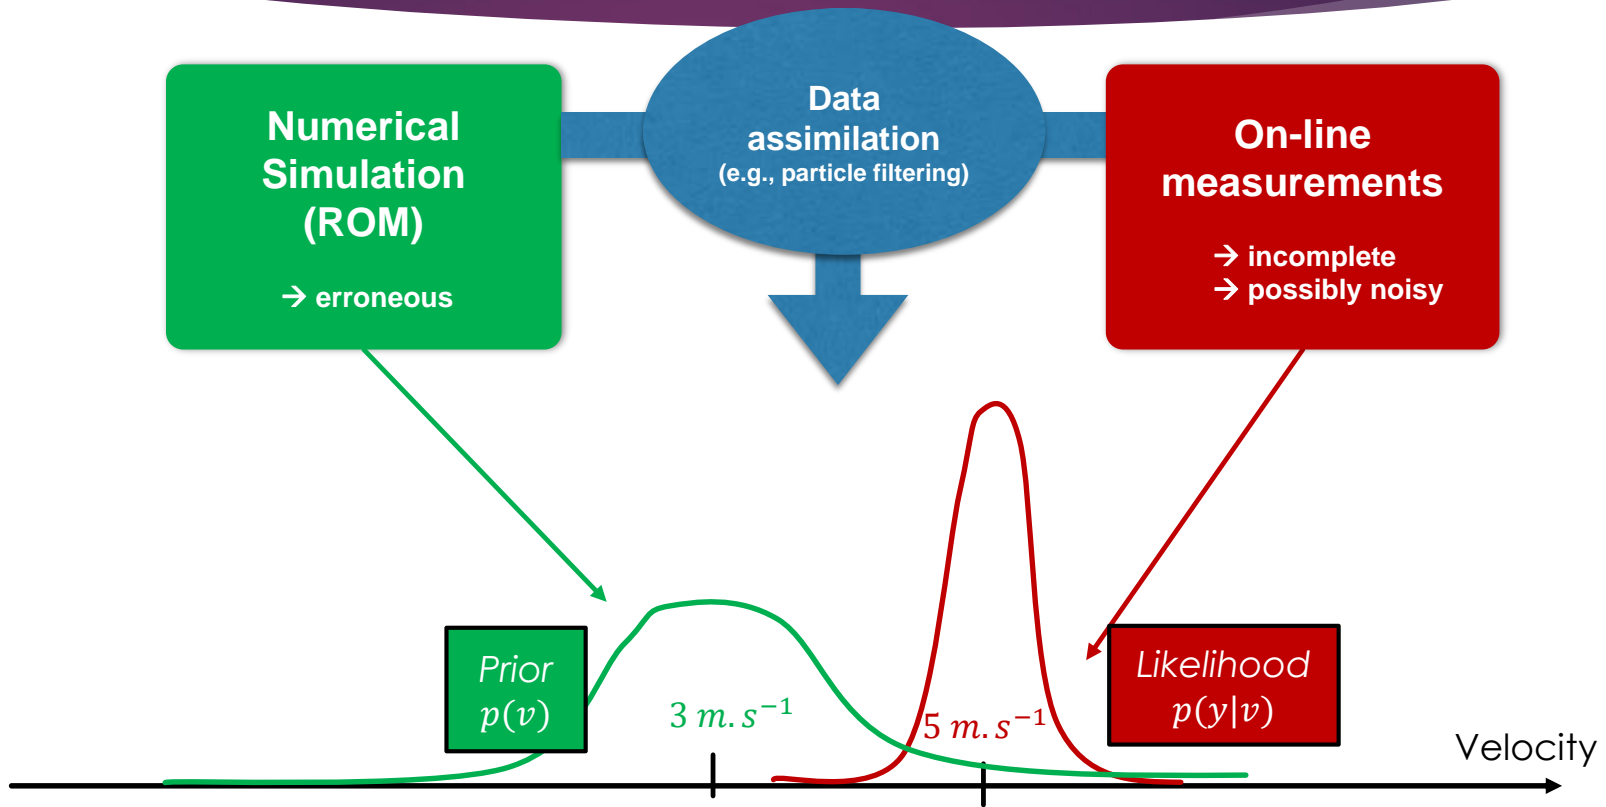 Numerical
Simulation
(ROM)
→ erroneous
Data
assimilation
(e.g., particle filtering)
On-line
measurements
→ incomplete
→ possibly noisy
Prior
p(v)
3 m.s⁻¹
5 m.s⁻¹
Likelihood
p(y|v)
Velocity